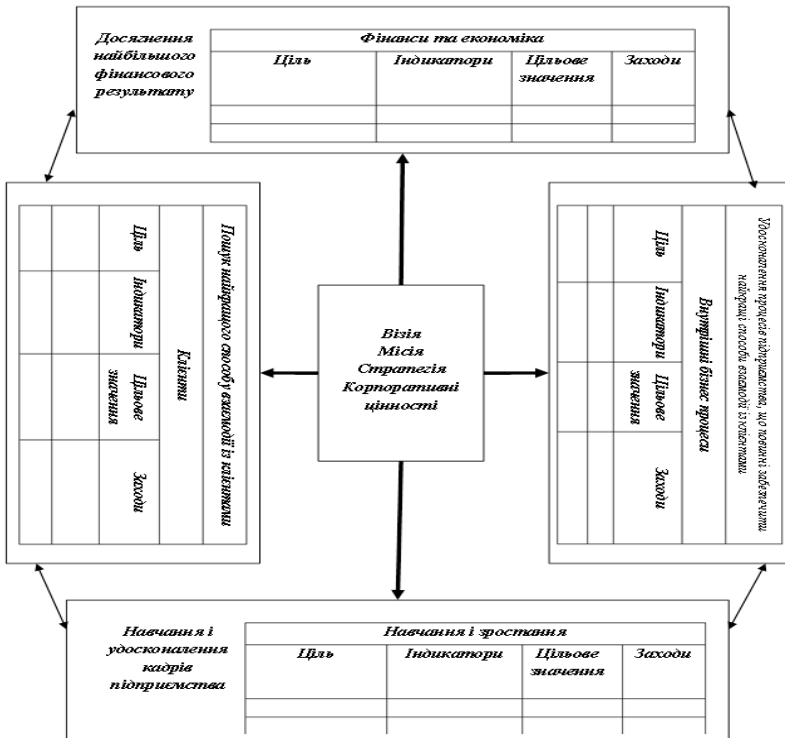 Досягнення
найбільшого
фінансового
результату
Фінанси та економіка
Ціль
Індикатори
Цільове
значення
Заходи
Пошук найкращого способу взаємодії із клієнтами
Клієнти
Ціль
Індикатори
Цільове
значення
Заходи
Візія
Місія
Стратегія
Корпоративні
цінності
Удосконалення процесів підприємства, що повинні забезпечити
найкращі способи взаємодії із клієнтами
Внутрішні бізнес процеси
Ціль
Індикатори
Цільове
значення
Заходи
Навчання і
удосконалення
кадрів
підприємства
Навчання і зростання
Ціль
Індикатори
Цільове
значення
Заходи